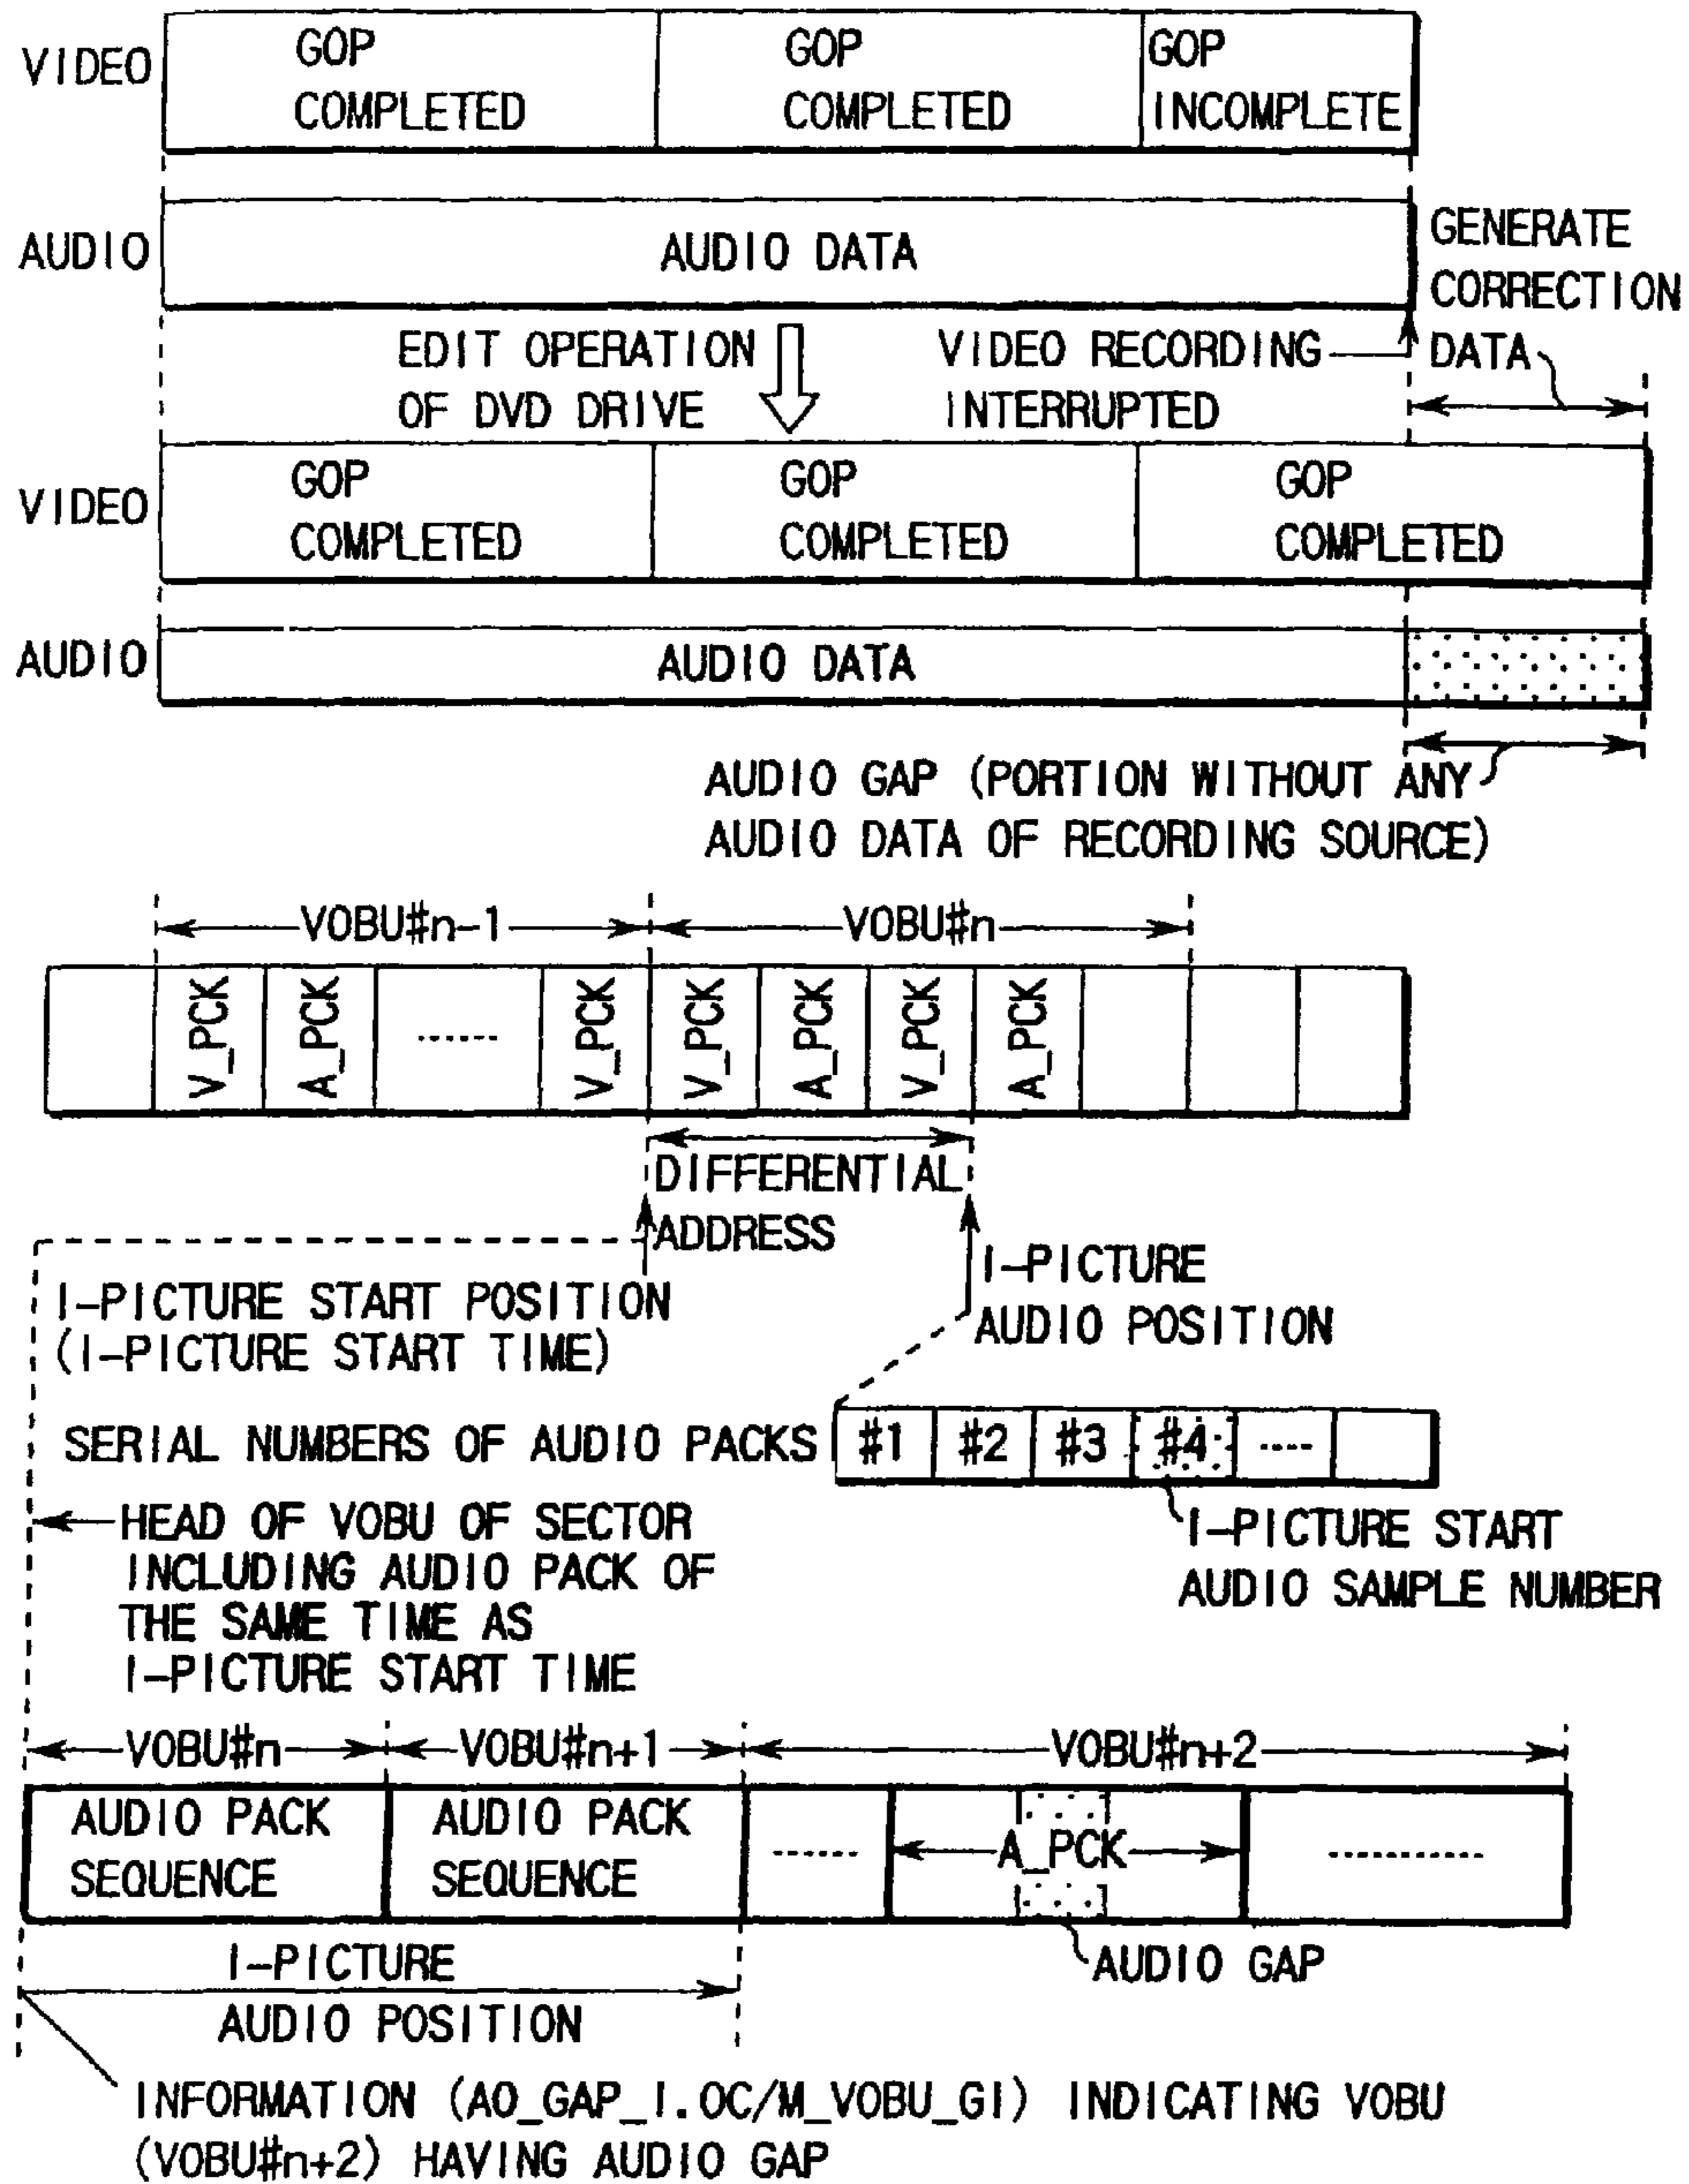 VIDEO
GOP
COMPLETED
GOP
COMPLETED
GOP
INCOMPLETE
AUDIO
AUDIO DATA
GENERATE
CORRECTION
DATA
EDIT OPERATION
OF DVD DRIVE
VIDEO RECORDING
INTERRUPTED
VIDEO
GOP
COMPLETED
GOP
COMPLETED
GOP
COMPLETED
AUDIO
AUDIO DATA
AUDIO GAP (PORTION WITHOUT ANY
AUDIO DATA OF RECORDING SOURCE)
VOBU#n-1
VOBU#n
V_PCK
A_PCK
......
V_PCK
V_PCK
A_PCK
V_PCK
A_PCK
DIFFERENTIAL
ADDRESS
I-PICTURE START POSITION
(I-PICTURE START TIME)
I-PICTURE
AUDIO POSITION
SERIAL NUMBERS OF AUDIO PACKS
#1 #2 #3 #4 ....
I-PICTURE START
AUDIO SAMPLE NUMBER
HEAD OF VOBU OF SECTOR
INCLUDING AUDIO PACK OF
THE SAME TIME AS
I-PICTURE START TIME
VOBU#n
VOBU#n+1
VOBU#n+2
AUDIO PACK
SEQUENCE
AUDIO PACK
SEQUENCE
......
A_PCK
...........
AUDIO GAP
I-PICTURE
AUDIO POSITION
INFORMATION (AO_GAP_I.OC/M_VOBU_GI) INDICATING VOBU
(VOBU#n+2) HAVING AUDIO GAP